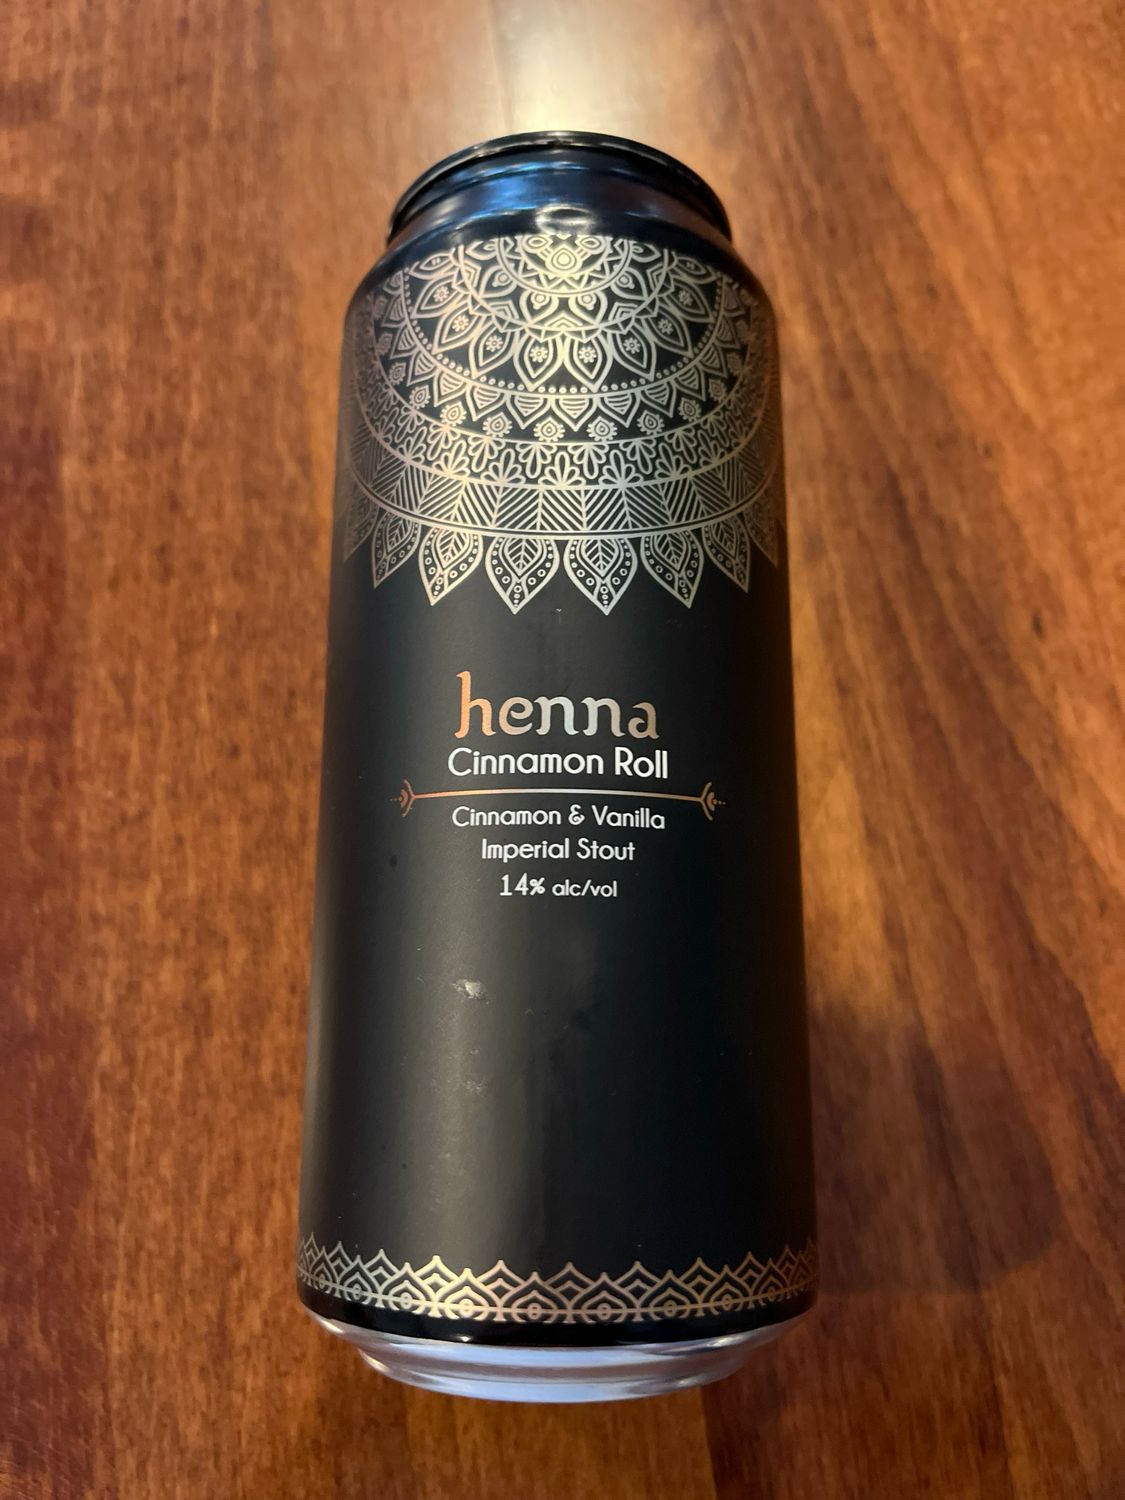 henna
Cinnamon Roll
Cinnamon & Vanilla
Imperial Stout
14% alc/vol